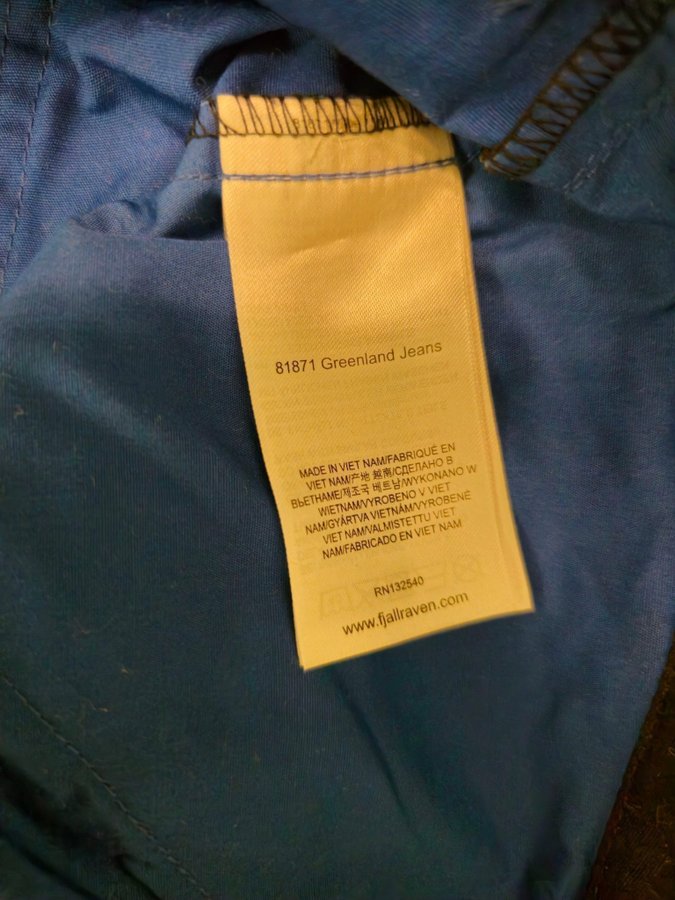 81871 Greenland Jeans
MADE IN VIET NAM/FABRIQUÉ EN
VIET NAM/产地 越南/СДЕЛАНО В
ВЬЕТНАМЕ/제조국 베트남/WYKONANO W
WIETNAM/VYROBENO V VIET
NAM/GYÁRTVA VIETNÁM/VYROBENÉ
VIET NAM/VALMISTETTU VIET
NAM/FABRICADO EN VIET NAM
RN132540
www.fjallraven.com